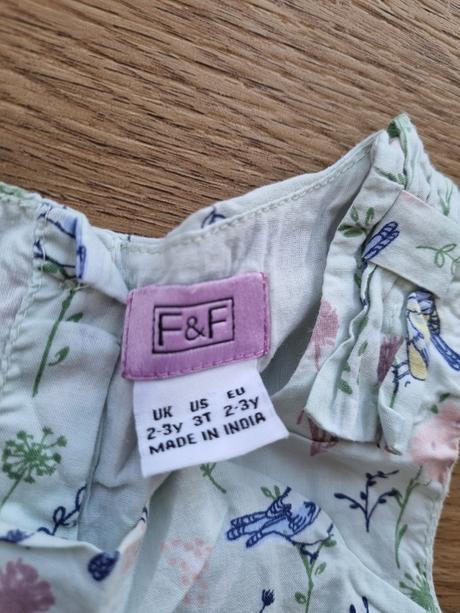 F&F
UK US EU
2-3Y 3T 2-3Y
MADE IN INDIA